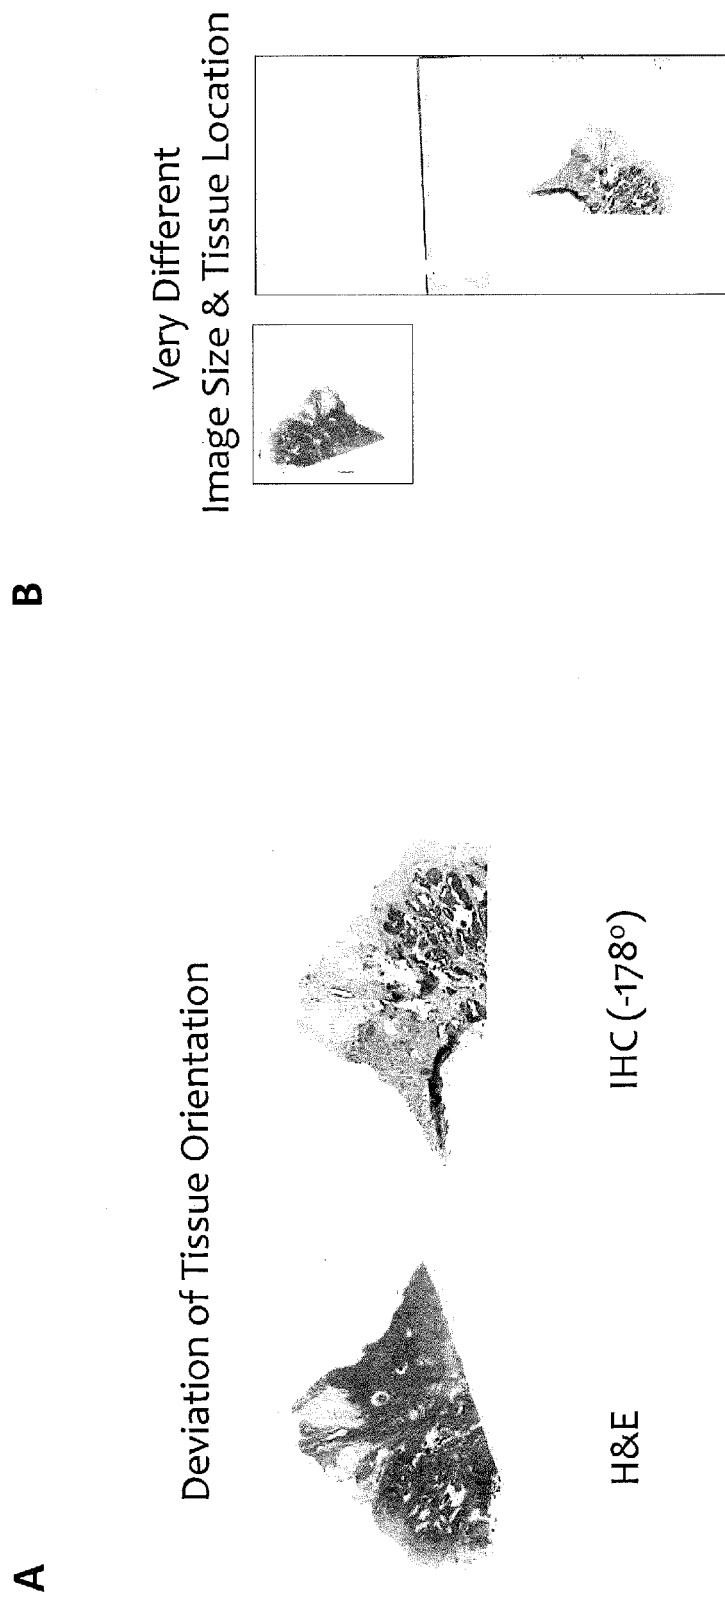 A
Deviation of Tissue Orientation
H&E
IHC (-178°)
B
Very Different
Image Size & Tissue Location